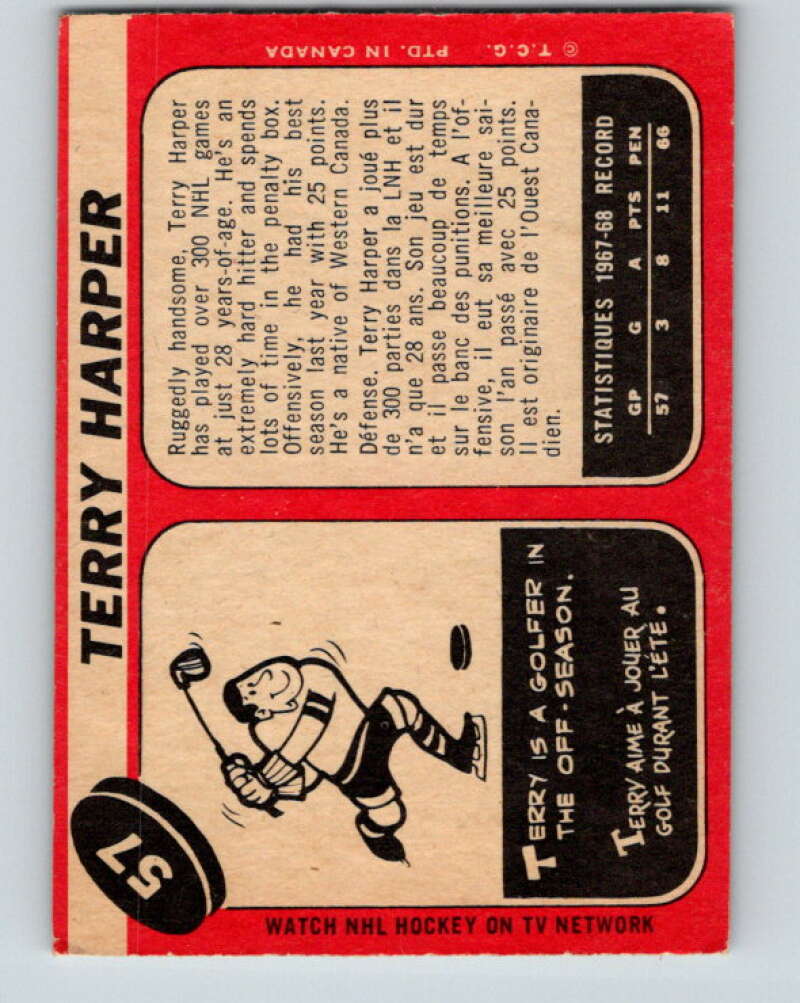 57
TERRY HARPER
TERRY IS A GOLFER IN
THE OFF-SEASON.
TERRY AIME À JOUER AU
GOLF DURANT L'ÉTÉ.
WATCH NHL HOCKEY ON TV NETWORK
Ruggedly handsome, Terry Harper
has played over 300 NHL games
at just 28 years-of-age. He's an
extremely hard hitter and spends
lots of time in the penalty box.
Offensively, he had his best
season last year with 25 points.
He's a native of Western Canada.
Défense. Terry Harper a joué plus
de 300 parties dans la LNH et il
n'a que 28 ans. Son jeu est dur
et il passe beaucoup de temps
sur le banc des punitions. A l'of-
fensive, il eut sa meilleure sai-
son l'an passé avec 25 points.
Il est originaire de l'Ouest Cana-
dien.
STATISTIQUES 1967-68 RECORD
GP G A PTS PEN
57 3 8 11 66
© T.C.G. PTD. IN CANADA